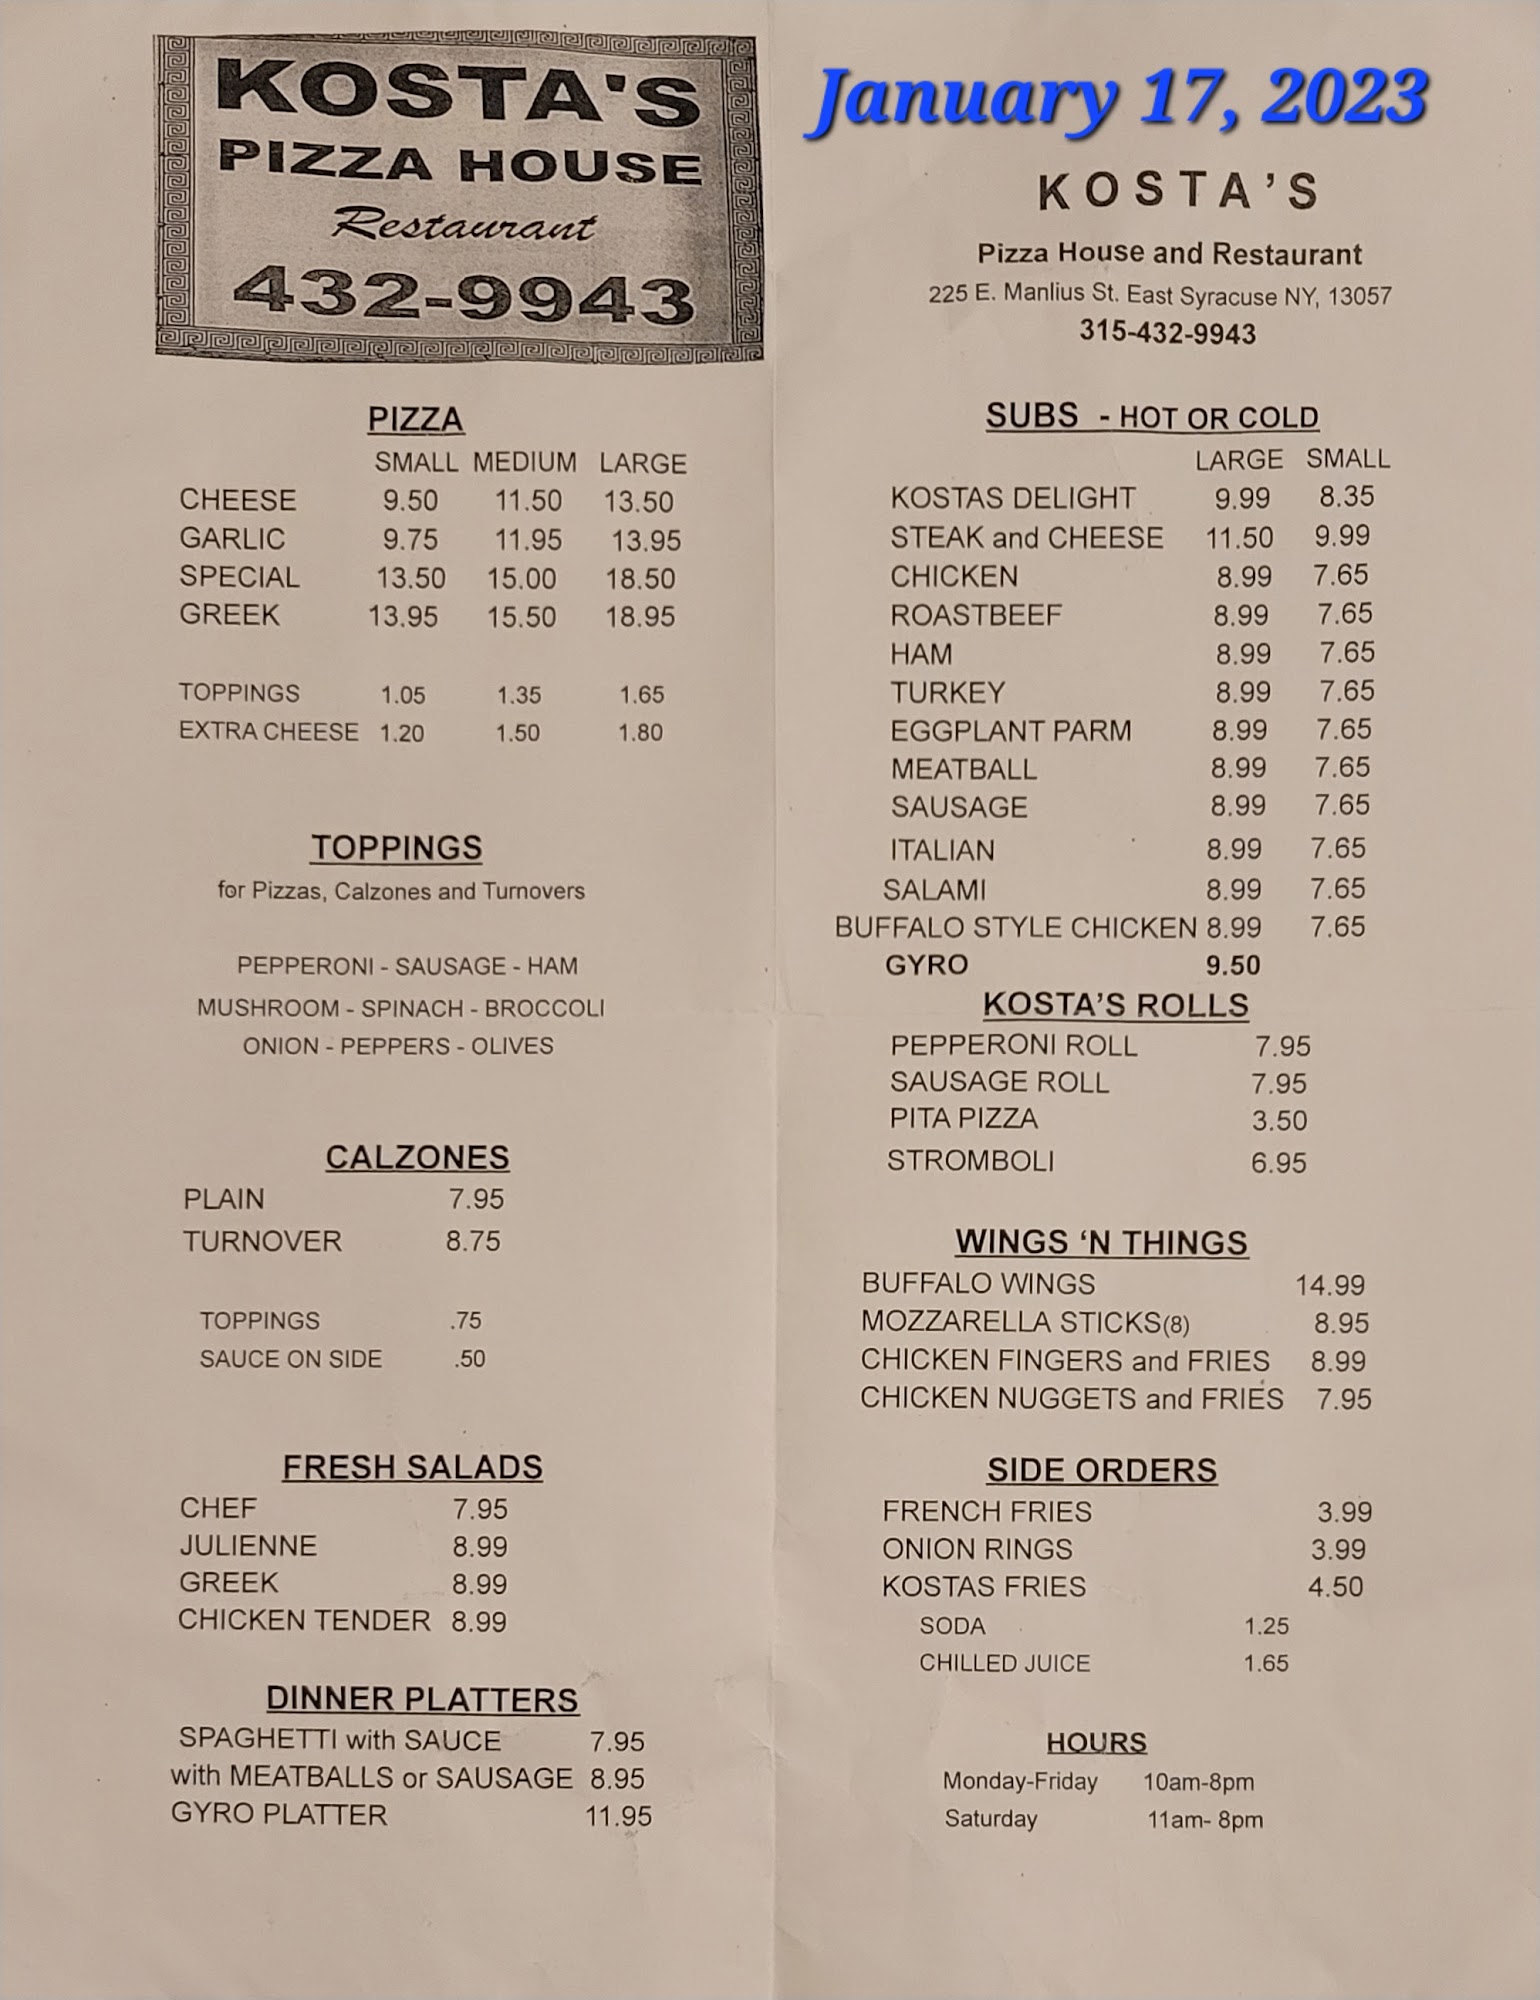 KOSTA'S
PIZZA HOUSE
Restaurant
432-9943
PIZZA
SMALL MEDIUM LARGE
CHEESE 9.50 11.50 13.50
GARLIC 9.75 11.95 13.95
SPECIAL 13.50 15.00 18.50
GREEK 13.95 15.50 18.95
TOPPINGS 1.05 1.35 1.65
EXTRA CHEESE 1.20 1.50 1.80
TOPPINGS
for Pizzas, Calzones and Turnovers
PEPPERONI - SAUSAGE - HAM
MUSHROOM - SPINACH - BROCCOLI
ONION - PEPPERS - OLIVES
CALZONES
PLAIN 7.95
TURNOVER 8.75
TOPPINGS .75
SAUCE ON SIDE .50
FRESH SALADS
CHEF 7.95
JULIENNE 8.99
GREEK 8.99
CHICKEN TENDER 8.99
DINNER PLATTERS
SPAGHETTI with SAUCE 7.95
with MEATBALLS or SAUSAGE 8.95
GYRO PLATTER 11.95
January 17, 2023
KOSTA'S
Pizza House and Restaurant
225 E. Manlius St. East Syracuse NY, 13057
315-432-9943
SUBS - HOT OR COLD
LARGE SMALL
KOSTAS DELIGHT 9.99 8.35
STEAK and CHEESE 11.50 9.99
CHICKEN 8.99 7.65
ROASTBEEF 8.99 7.65
HAM 8.99 7.65
TURKEY 8.99 7.65
EGGPLANT PARM 8.99 7.65
MEATBALL 8.99 7.65
SAUSAGE 8.99 7.65
ITALIAN 8.99 7.65
SALAMI 8.99 7.65
BUFFALO STYLE CHICKEN 8.99 7.65
GYRO 9.50
KOSTA'S ROLLS
PEPPERONI ROLL 7.95
SAUSAGE ROLL 7.95
PITA PIZZA 3.50
STROMBOLI 6.95
WINGS 'N THINGS
BUFFALO WINGS 14.99
MOZZARELLA STICKS(8) 8.95
CHICKEN FINGERS and FRIES 8.99
CHICKEN NUGGETS and FRIES 7.95
SIDE ORDERS
FRENCH FRIES 3.99
ONION RINGS 3.99
KOSTAS FRIES 4.50
SODA 1.25
CHILLED JUICE 1.65
HOURS
Monday-Friday 10am-8pm
Saturday 11am- 8pm